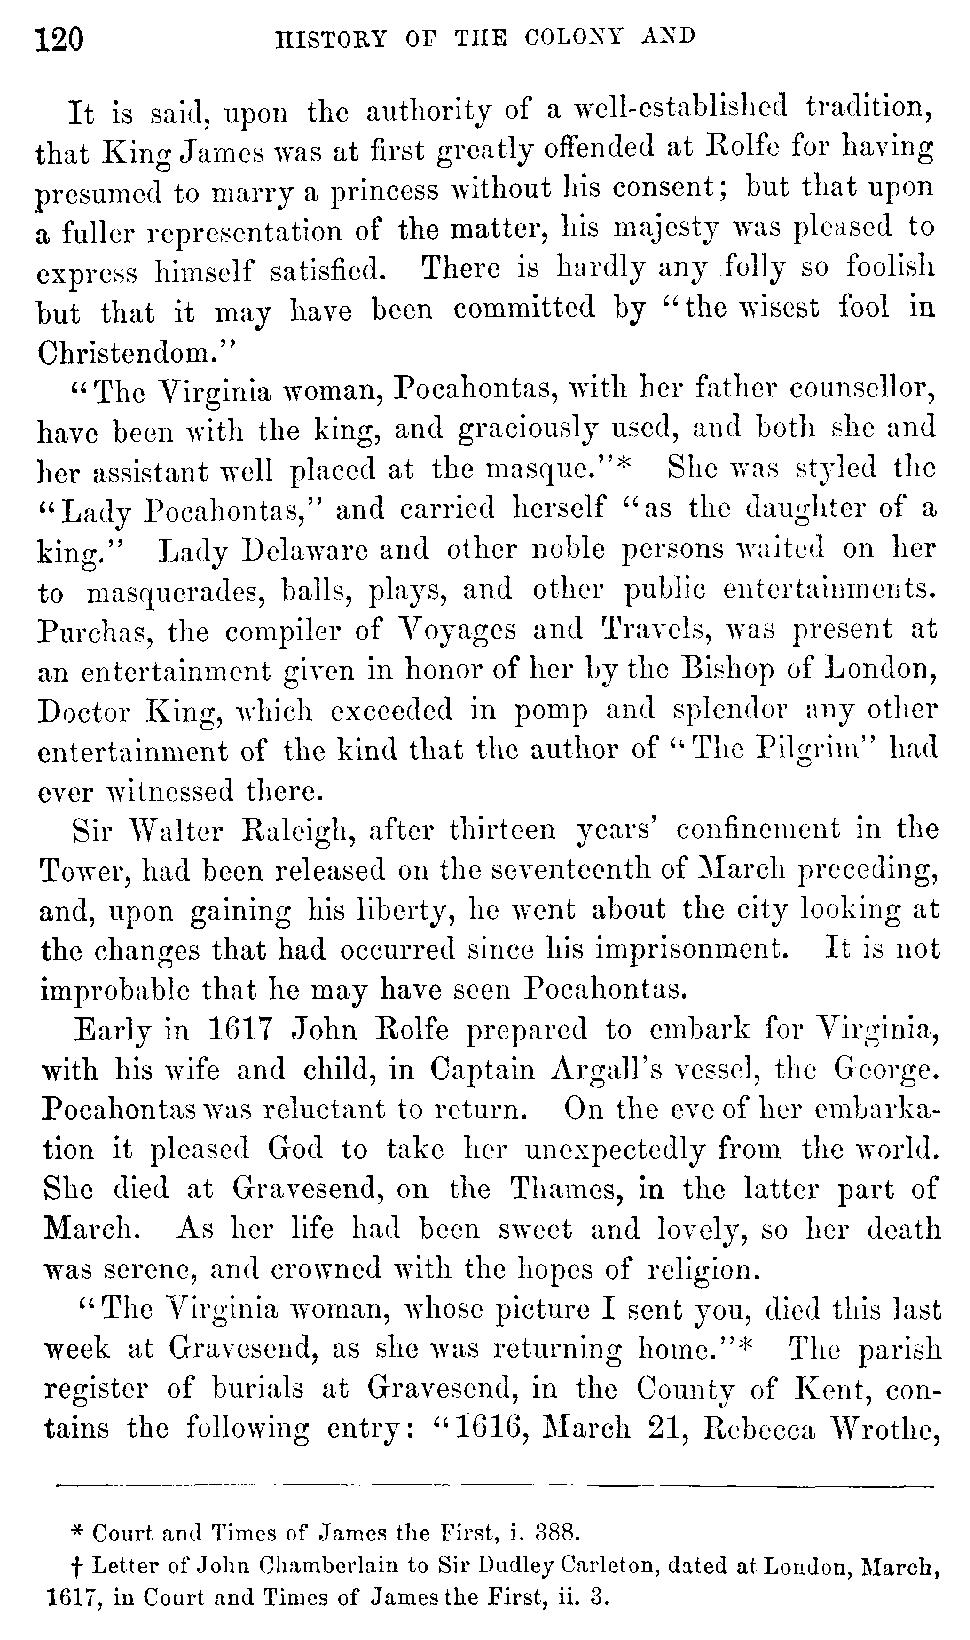 120 HISTORY OF THE COLONY AND
It is said, upon the authority of a well-established tradition,
that King James was at first greatly offended at Rolfe for having
presumed to marry a princess without his consent; but that upon
a fuller representation of the matter, his majesty was pleased to
express himself satisfied. There is hardly any folly so foolish
but that it may have been committed by “the wisest fool in
Christendom.”
“The Virginia woman, Pocahontas, with her father counsellor,
have been with the king, and graciously used, and both she and
her assistant well placed at the masque.”* She was styled the
“Lady Pocahontas,” and carried herself “as the daughter of a
king.” Lady Delaware and other noble persons waited on her
to masquerades, balls, plays, and other public entertainments.
Purchas, the compiler of Voyages and Travels, was present at
an entertainment given in honor of her by the Bishop of London,
Doctor King, which exceeded in pomp and splendor any other
entertainment of the kind that the author of “The Pilgrim” had
ever witnessed there.
Sir Walter Raleigh, after thirteen years’ confinement in the
Tower, had been released on the seventeenth of March preceding,
and, upon gaining his liberty, he went about the city looking at
the changes that had occurred since his imprisonment. It is not
improbable that he may have seen Pocahontas.
Early in 1617 John Rolfe prepared to embark for Virginia,
with his wife and child, in Captain Argall’s vessel, the George.
Pocahontas was reluctant to return. On the eve of her embarka-
tion it pleased God to take her unexpectedly from the world.
She died at Gravesend, on the Thames, in the latter part of
March. As her life had been sweet and lovely, so her death
was serene, and crowned with the hopes of religion.
“The Virginia woman, whose picture I sent you, died this last
week at Gravesend, as she was returning home.”* The parish
register of burials at Gravesend, in the County of Kent, con-
tains the following entry: “1616, March 21, Rebecca Wrothe,
* Court and Times of James the First, i. 388.
† Letter of John Chamberlain to Sir Dudley Carleton, dated at London, March,
1617, in Court and Times of James the First, ii. 3.